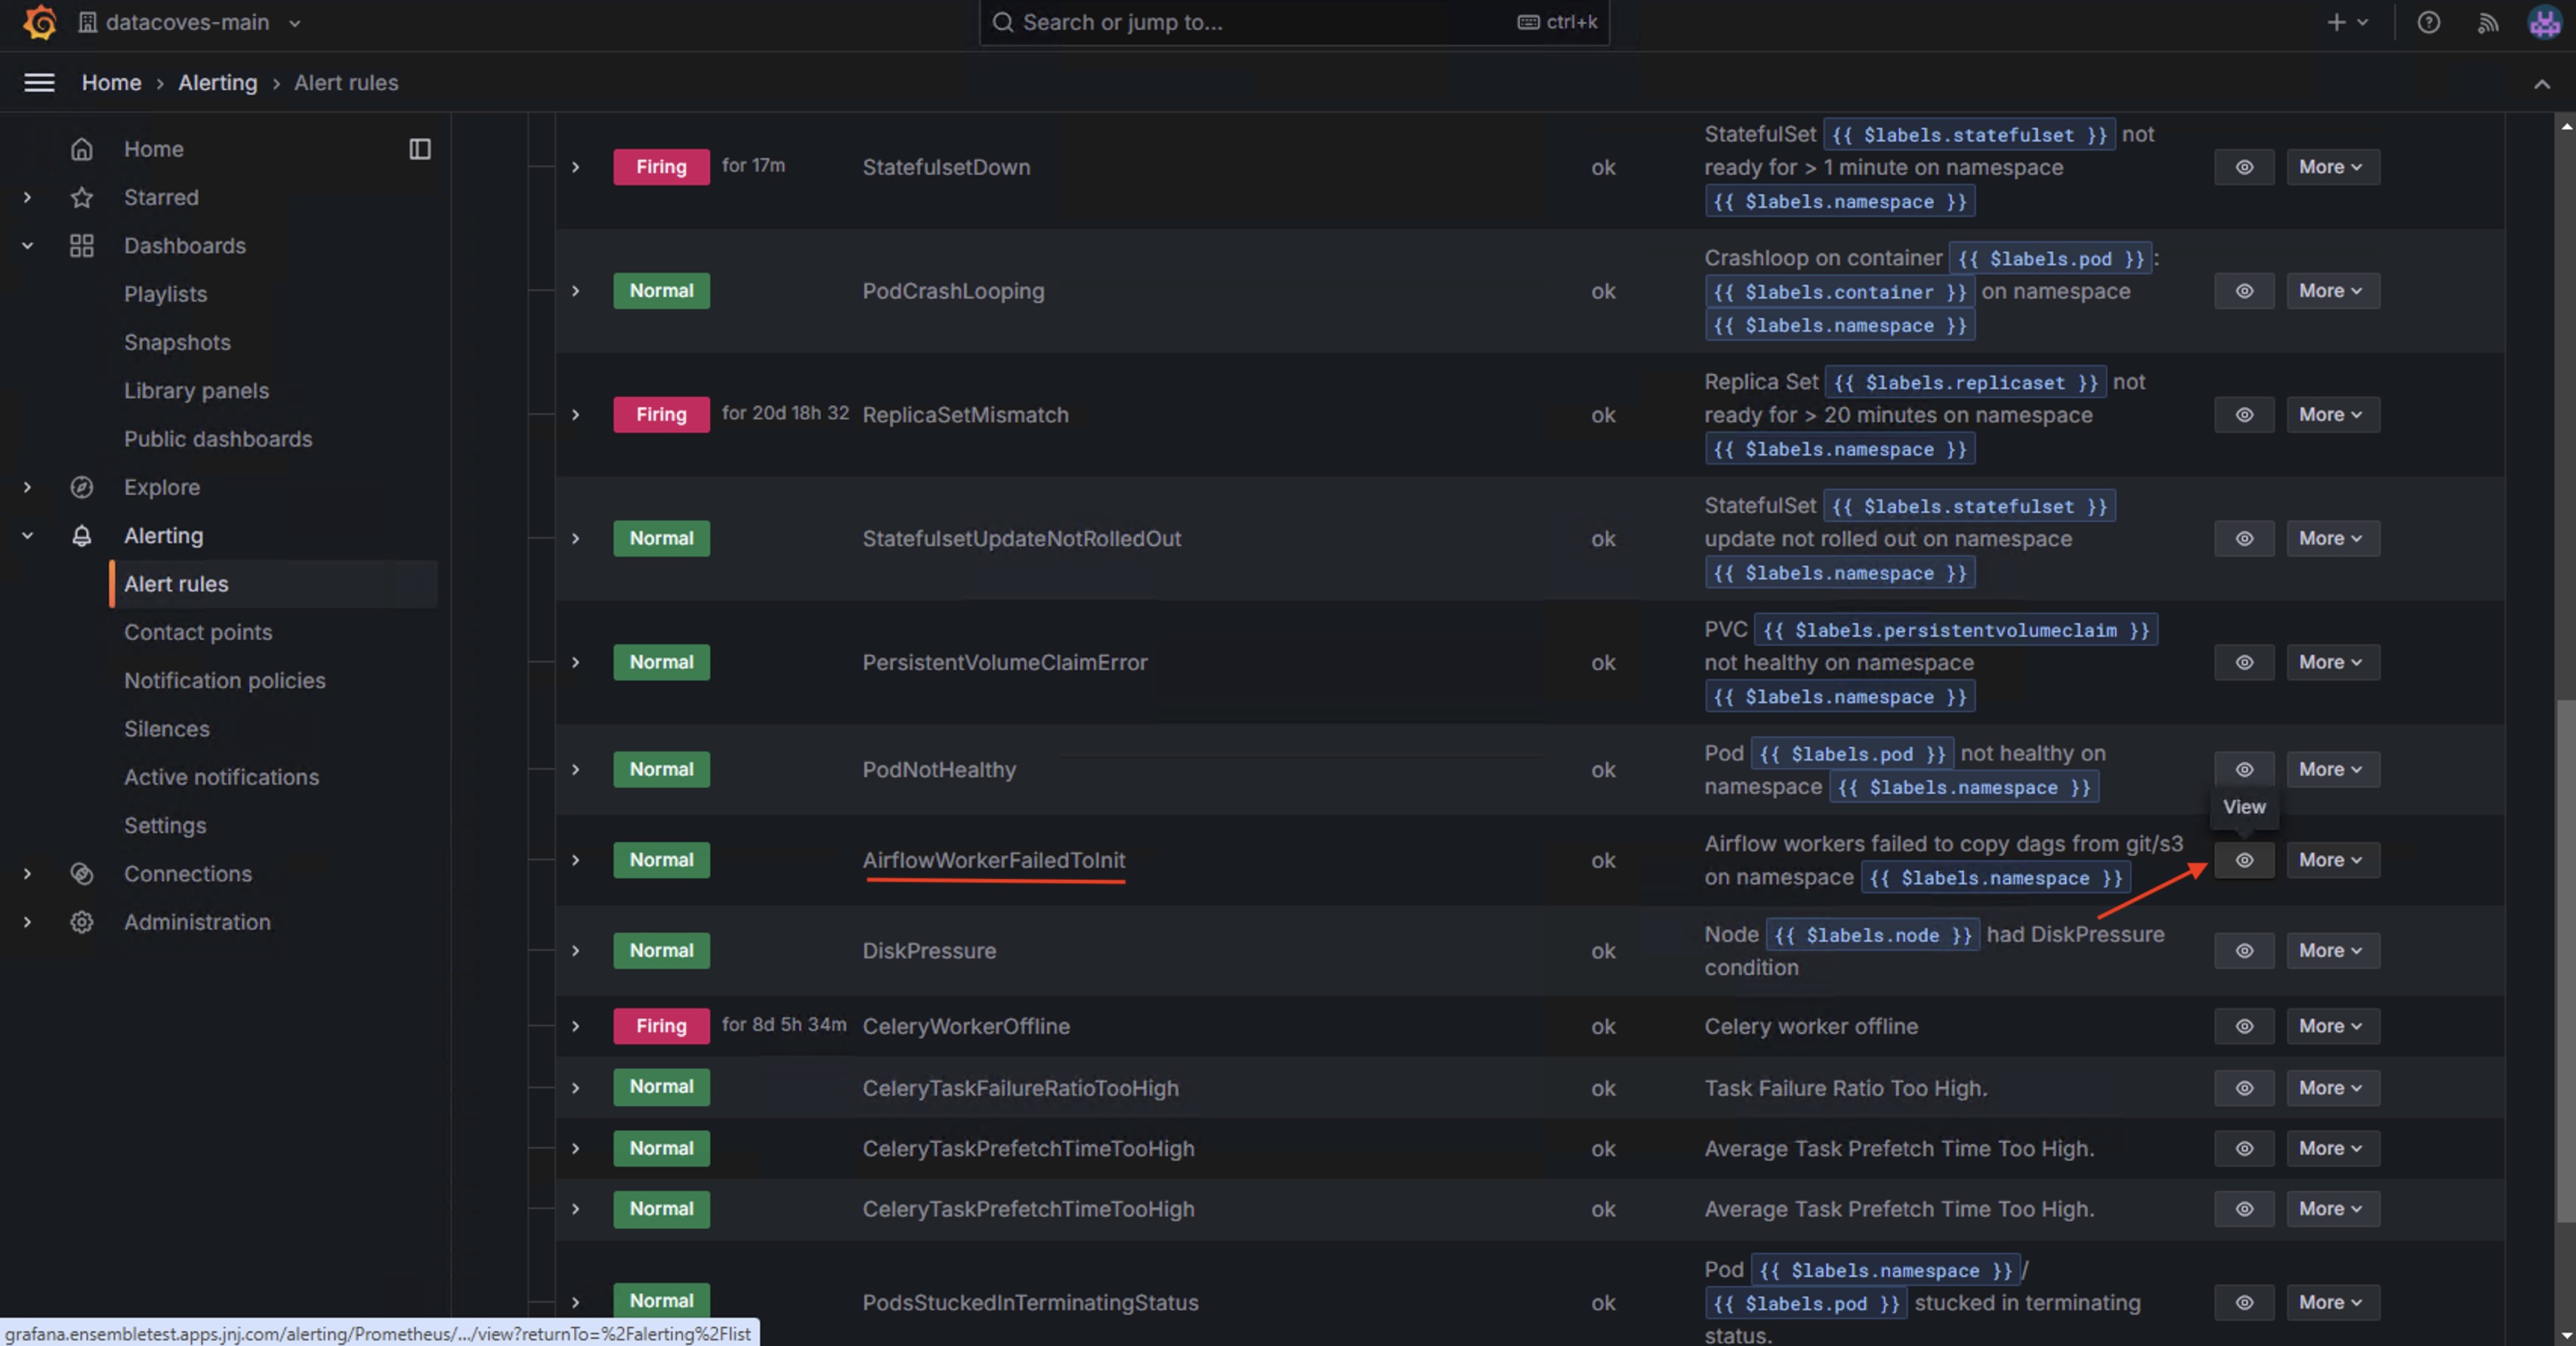 datacoves-main
Search or jump to...
ctrl+k
Home › Alerting › Alert rules
Home
Starred
Dashboards
Playlists
Snapshots
Library panels
Public dashboards
Explore
Alerting
Alert rules
Contact points
Notification policies
Silences
Active notifications
Settings
Connections
Administration
Firing for 17m StatefulsetDown ok
StatefulSet {{ $labels.statefulset }} not
ready for > 1 minute on namespace
{{ $labels.namespace }}
More
Normal PodCrashLooping ok
Crashloop on container {{ $labels.pod }}:
{{ $labels.container }} on namespace
{{ $labels.namespace }}
More
Firing for 20d 18h 32 ReplicaSetMismatch ok
Replica Set {{ $labels.replicaset }} not
ready for > 20 minutes on namespace
{{ $labels.namespace }}
More
Normal StatefulsetUpdateNotRolledOut ok
StatefulSet {{ $labels.statefulset }}
update not rolled out on namespace
{{ $labels.namespace }}
More
Normal PersistentVolumeClaimError ok
PVC {{ $labels.persistentvolumeclaim }}
not healthy on namespace
{{ $labels.namespace }}
More
Normal PodNotHealthy ok
Pod {{ $labels.pod }} not healthy on
namespace {{ $labels.namespace }}
More
View
Normal AirflowWorkerFailedToInit ok
Airflow workers failed to copy dags from git/s3
on namespace {{ $labels.namespace }}
More
Normal DiskPressure ok
Node {{ $labels.node }} had DiskPressure
condition
More
Firing for 8d 5h 34m CeleryWorkerOffline ok Celery worker offline More
Normal CeleryTaskFailureRatioTooHigh ok Task Failure Ratio Too High. More
Normal CeleryTaskPrefetchTimeTooHigh ok Average Task Prefetch Time Too High. More
Normal CeleryTaskPrefetchTimeTooHigh ok Average Task Prefetch Time Too High. More
Normal PodsStuckedInTerminatingStatus ok
Pod {{ $labels.namespace }}/
{{ $labels.pod }} stucked in terminating
status.
More
grafana.ensembletest.apps.jnj.com/alerting/Prometheus/.../view?returnTo=%2Falerting%2Flist